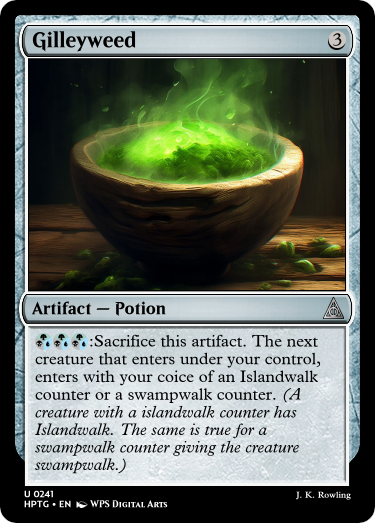 Gilleyweed 3
Artifact — Potion
:Sacrifice this artifact. The next
creature that enters under your control,
enters with your coice of an Islandwalk
counter or a swampwalk counter. (A
creature with a islandwalk counter has
Islandwalk. The same is true for a
swampwalk counter giving the creature
swampwalk.)
U 0241
HPTG • EN WPS Digital Arts
J. K. Rowling